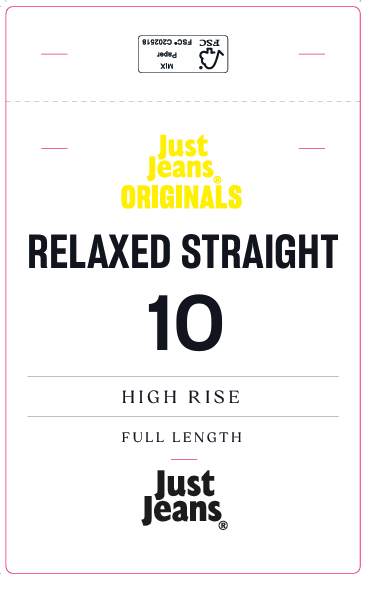 FSC
MIX
Paper
FSC® C202518
Just
Jeans®
ORIGINALS
RELAXED STRAIGHT
10
HIGH RISE
FULL LENGTH
Just
Jeans®